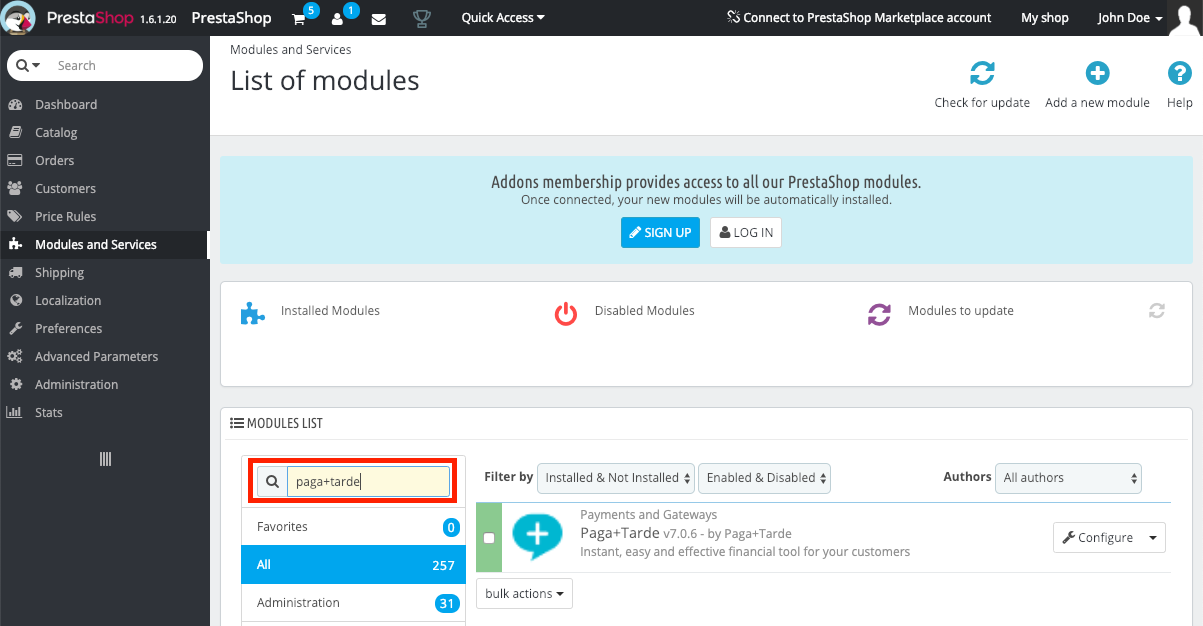 PrestaShop 1.6.1.20 PrestaShop 5 1 Quick Access Connect to PrestaShop Marketplace account My shop John Doe
Search
Dashboard
Catalog
Orders
Customers
Price Rules
Modules and Services
Shipping
Localization
Preferences
Advanced Parameters
Administration
Stats
Modules and Services
List of modules
Check for update Add a new module Help
Addons membership provides access to all our PrestaShop modules.
Once connected, your new modules will be automatically installed.
SIGN UP LOG IN
Installed Modules Disabled Modules Modules to update
MODULES LIST
paga+tarde
Favorites 0
All 257
Administration 31
Filter by Installed & Not Installed Enabled & Disabled Authors All authors
Payments and Gateways
Paga+Tarde v7.0.6 - by Paga+Tarde
Instant, easy and effective financial tool for your customers
Configure
bulk actions